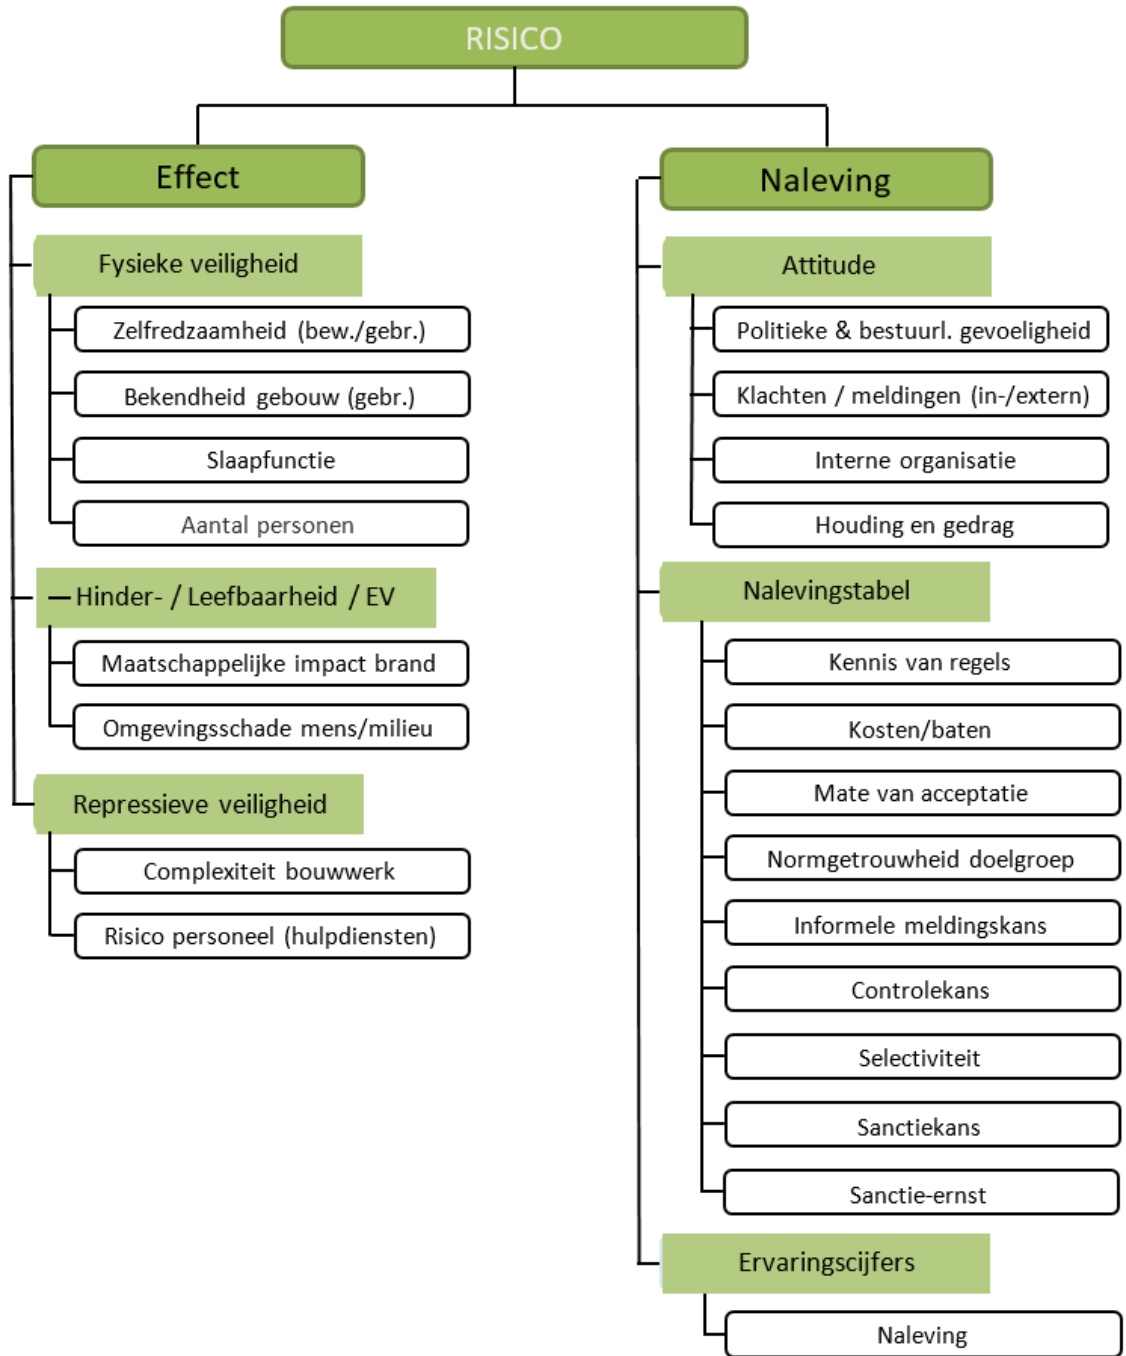 RISICO
Effect
Fysieke veiligheid
Zelfredzaamheid (bew./gebr.)
Bekendheid gebouw (gebr.)
Slaapfunctie
Aantal personen
Hinder- / Leefbaarheid / EV
Maatschappelijke impact brand
Omgevingsschade mens/milieu
Repressieve veiligheid
Complexiteit bouwwerk
Risico personeel (hulpdiensten)
Naleving
Attitude
Politieke & bestuurl. gevoeligheid
Klachten / meldingen (in-/extern)
Interne organisatie
Houding en gedrag
Nalevingstabel
Kennis van regels
Kosten/baten
Mate van acceptatie
Normgetrouwheid doelgroep
Informele meldingskans
Controlekans
Selectiviteit
Sanctiekans
Sanctie-ernst
Ervaringscijfers
Naleving